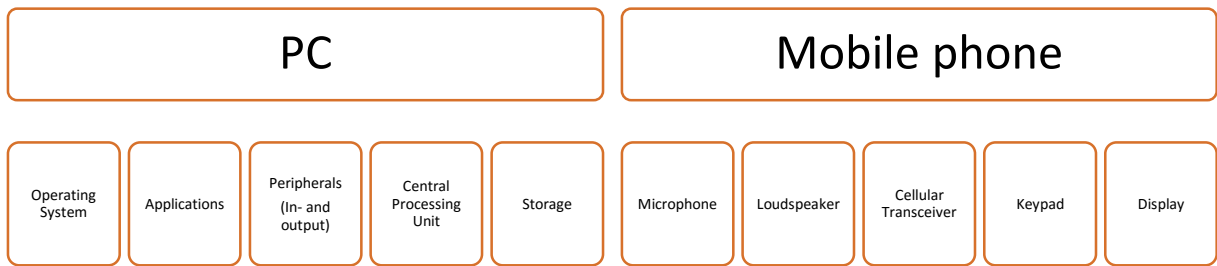 PC
Mobile phone
Operating
System
Applications
Peripherals
(In- and
output)
Central
Processing
Unit
Storage
Microphone
Loudspeaker
Cellular
Transceiver
Keypad
Display